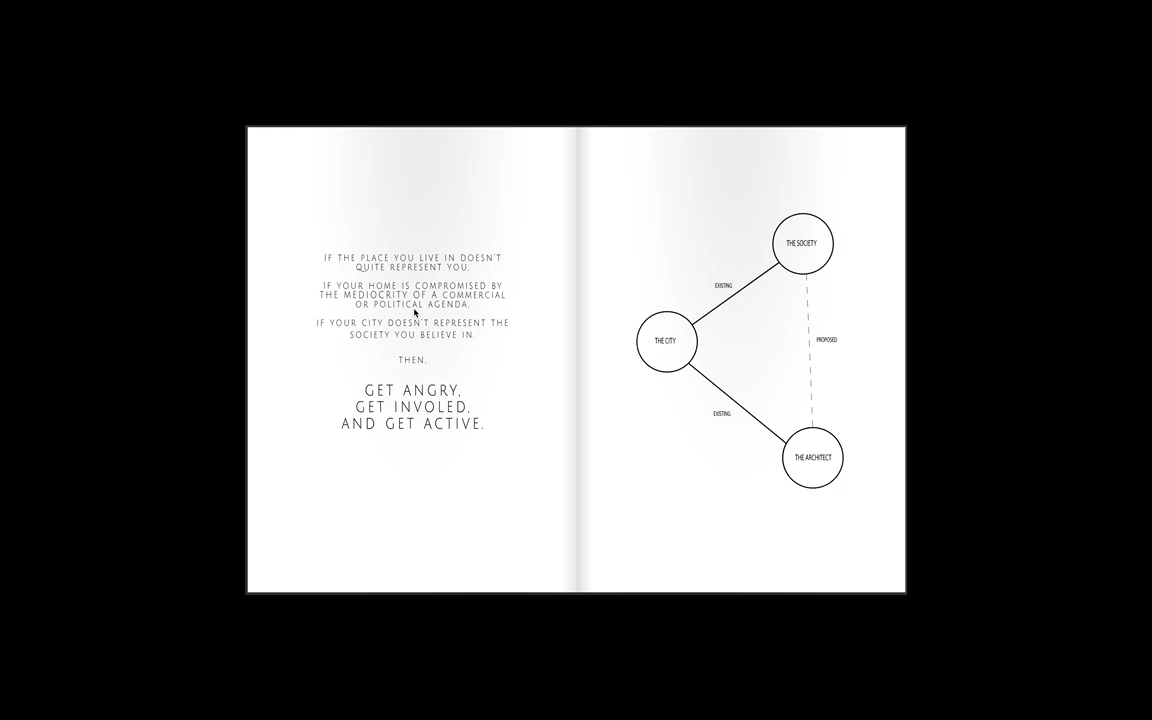 IF THE PLACE YOU LIVE IN DOESN'T
QUITE REPRESENT YOU,
IF YOUR HOME IS COMPROMISED BY
THE MEDIOCRITY OF A COMMERCIAL
OR POLITICAL AGENDA,
IF YOUR CITY DOESN'T REPRESENT THE
SOCIETY YOU BELIEVE IN.
THEN,
GET ANGRY,
GET INVOLED,
AND GET ACTIVE.
THE SOCIETY
EXISTING
THE CITY
PROPOSED
EXISTING
THE ARCHITECT